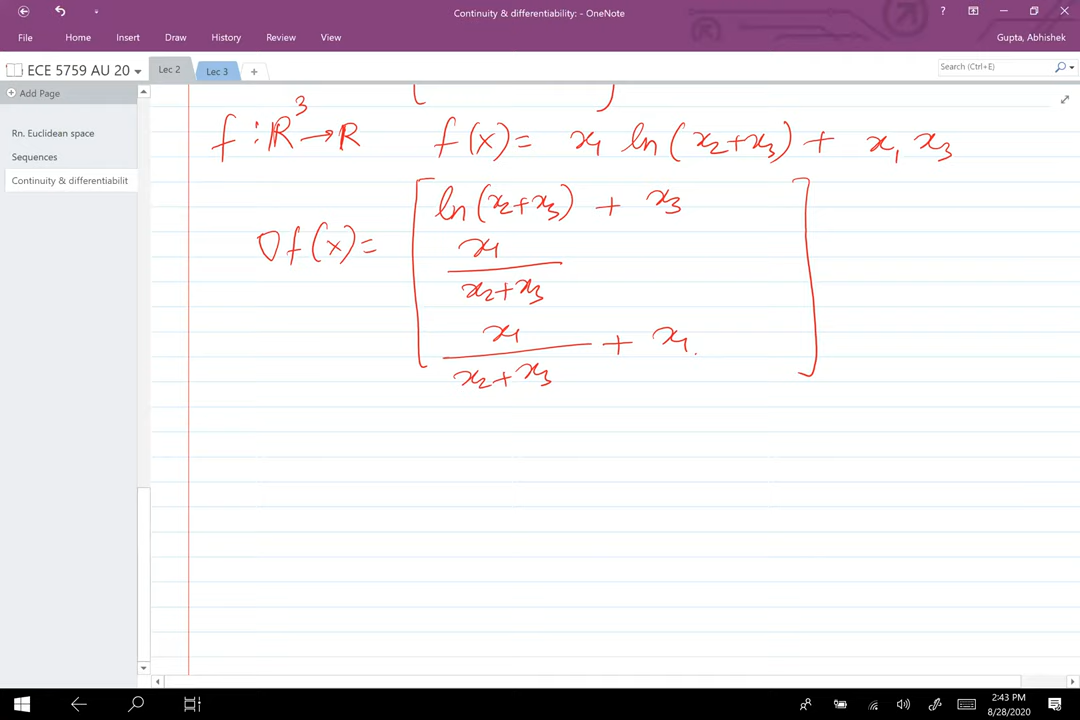 Continuity & differentiability: - OneNote
File Home Insert Draw History Review View
Gupta, Abhishek
ECE 5759 AU 20
Lec 2
Lec 3
Search (Ctrl+E)
Add Page
Rn. Euclidean space
Sequences
Continuity & differentiabilit
f : ℝ³ → ℝ f(x) = x₁ ln(x₂+x₃) + x₁ x₃
∇f(x) = [ ln(x₂+x₃) + x₃
x₁/(x₂+x₃)
x₁/(x₂+x₃) + x₁. ]
2:43 PM
8/28/2020